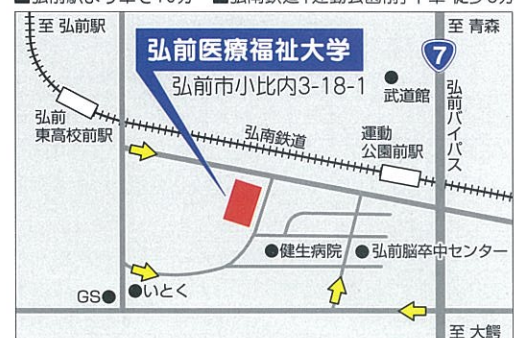 至 弘前駅
至 青森
弘前医療福祉大学
7
弘前市小比内3-18-1
武道館
弘前バイパス
弘前
東高校前駅
弘南鉄道
運動
公園前駅
健生病院
弘前脳卒中センター
GS
いとく
至 大鰐